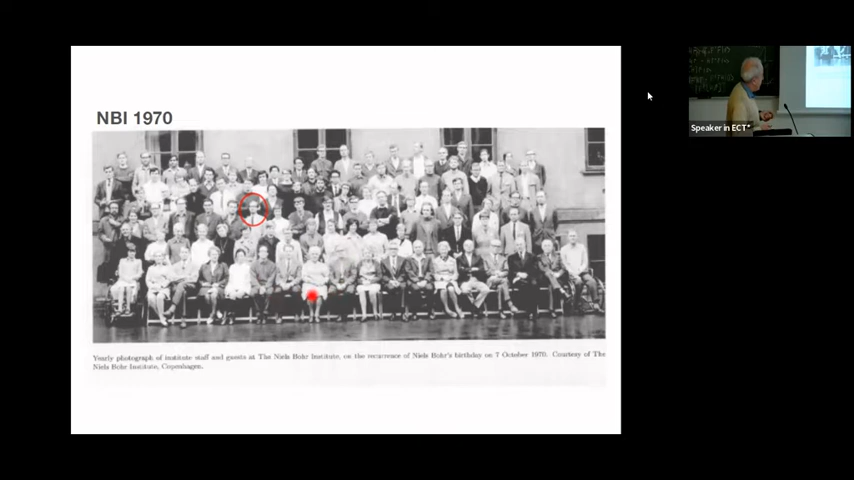 NBI 1970
Yearly photograph of institute staff and guests at The Niels Bohr Institute, on the recurrence of Niels Bohr's birthday on 7 October 1970. Courtesy of The
Niels Bohr Institute, Copenhagen.
Speaker in ECT*